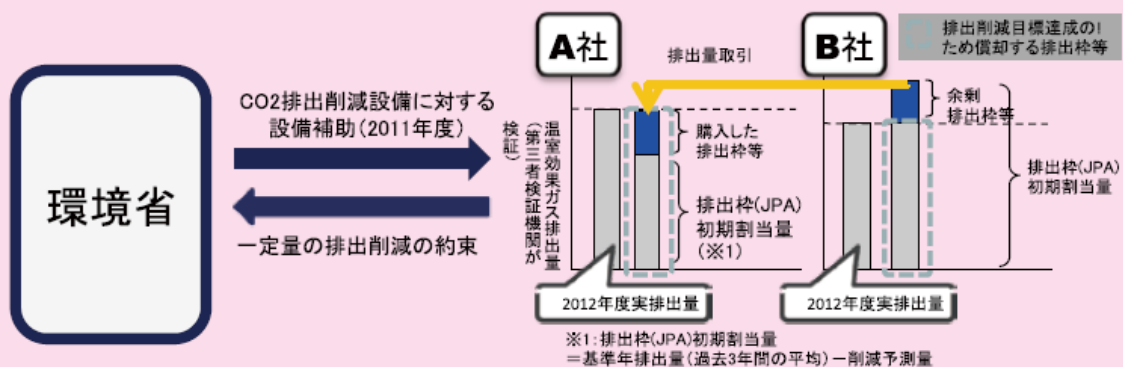 環境省
CO2排出削減設備に対する
設備補助(2011年度)
一定量の排出削減の約束
A社
排出量取引
B社
排出削減目標達成の!
ため償却する排出枠等
温室効果ガス排出量
(第三者検証機関が
検証)
購入した
排出枠等
排出枠(JPA)
初期割当量
(※1)
余剰
排出枠等
排出枠(JPA)
初期割当量
2012年度実排出量
2012年度実排出量
※1:排出枠(JPA)初期割当量
=基準年排出量(過去3年間の平均)-削減予測量